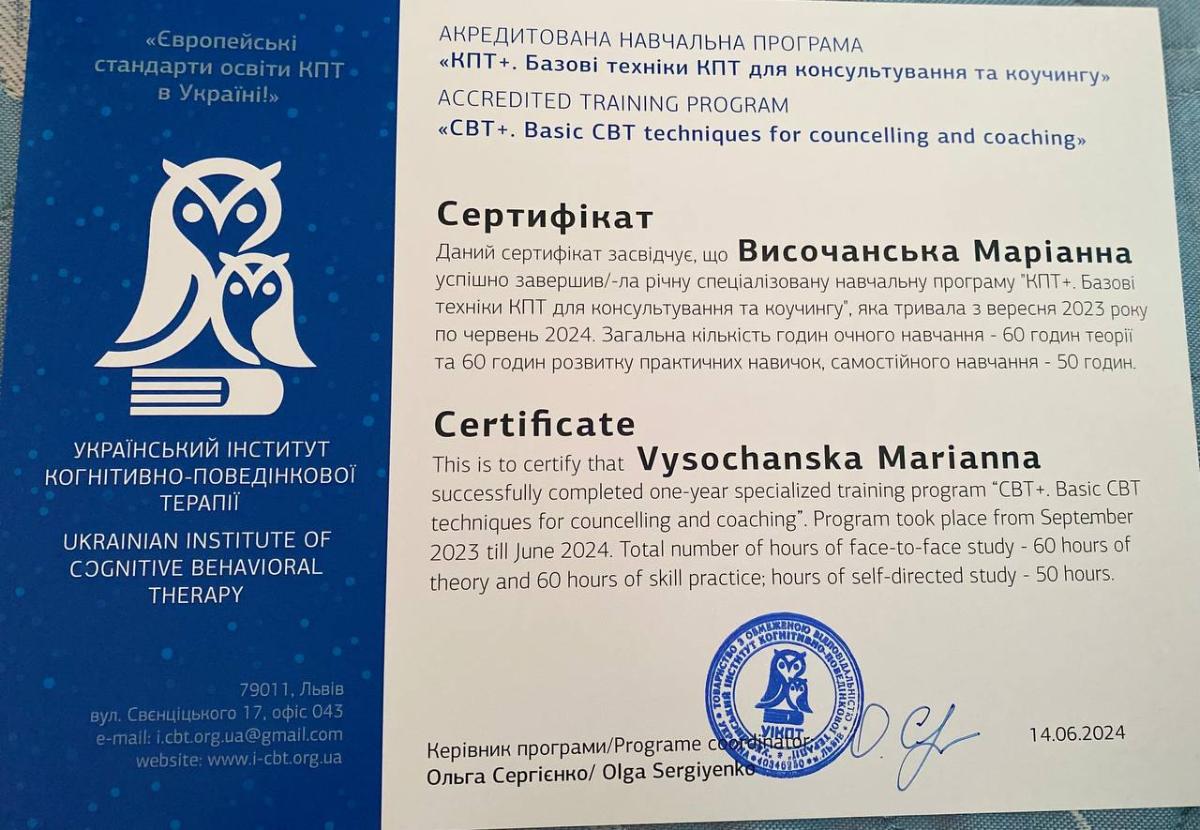 «Європейські
стандарти освіти КПТ
в Україні!»
УКРАЇНСЬКИЙ ІНСТИТУТ
КОГНІТИВНО-ПОВЕДІНКОВОЇ
ТЕРАПІЇ
UKRAINIAN INSTITUTE OF
COGNITIVE BEHAVIORAL
THERAPY
79011, Львів
вул. Свєнціцького 17, офіс 043
e-mail: i.cbt.org.ua@gmail.com
website: www.i-cbt.org.ua
АКРЕДИТОВАНА НАВЧАЛЬНА ПРОГРАМА
«КПТ+. Базові техніки КПТ для консультування та коучингу»
ACCREDITED TRAINING PROGRAM
«CBT+. Basic CBT techniques for councelling and coaching»
Сертифікат
Даний сертифікат засвідчує, що Височанська Маріанна
успішно завершив/-ла річну спеціалізовану навчальну програму "КПТ+. Базові
техніки КПТ для консультування та коучингу", яка тривала з вересня 2023 року
по червень 2024. Загальна кількість годин очного навчання - 60 годин теорії
та 60 годин розвитку практичних навичок, самостійного навчання - 50 годин.
Certificate
This is to certify that Vysochanska Marianna
successfully completed one-year specialized training program “CBT+. Basic CBT
techniques for councelling and coaching”. Program took place from September
2023 till June 2024. Total number of hours of face-to-face study - 60 hours of
theory and 60 hours of skill practice; hours of self-directed study - 50 hours.
ТОВАРИСТВО З ОБМЕЖЕНОЮ ВІДПОВІДАЛЬНІСТЮ
ІНСТИТУТ КОГНІТИВНО-ПОВЕДІНКОВОЇ ТЕРАПІЇ
УІКПТ
Керівник програми/Programe coordinator:
Ольга Сергієнко/ Olga Sergiyenko
14.06.2024